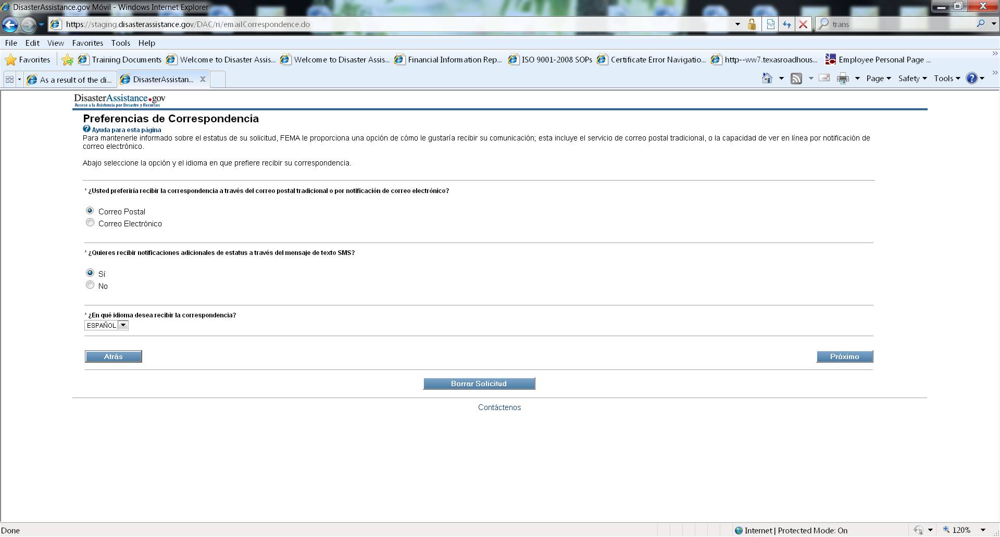 DisasterAssistance.gov Móvil - Windows Internet Explorer
https://staging.disasterassistance.gov/DAC/ri/emailCorrespondence.do
trans
File Edit View Favorites Tools Help
Favorites Training Documents Welcome to Disaster Assis... Welcome to Disaster Assis... Financial Information Rep... ISO 9001-2008 SOPs Certificate Error Navigatio... http--ww7.texasroadhous... Employee Personal Page ...
As a result of the di... DisasterAssistan... Page Safety Tools
DisasterAssistance.gov
Acceso a la Asistencia por Desastre y Recursos
Preferencias de Correspondencia
Ayuda para esta página
Para mantenerle informado sobre el estatus de su solicitud, FEMA le proporciona una opción de cómo le gustaría recibir su comunicación; esta incluye el servicio de correo postal tradicional, o la capacidad de ver en línea por notificación de
correo electrónico.
Abajo seleccione la opción y el idioma en que prefiere recibir su correspondencia.
* ¿Usted preferiría recibir la correspondencia a través del correo postal tradicional o por notificación de correo electrónico?
Correo Postal
Correo Electrónico
* ¿Quieres recibir notificaciones adicionales de estatus a través del mensaje de texto SMS?
Sí
No
* ¿En qué idioma desea recibir la correspondencia?
ESPAÑOL
Atrás Próximo
Borrar Solicitud
Contáctenos
Done Internet | Protected Mode: On 120%